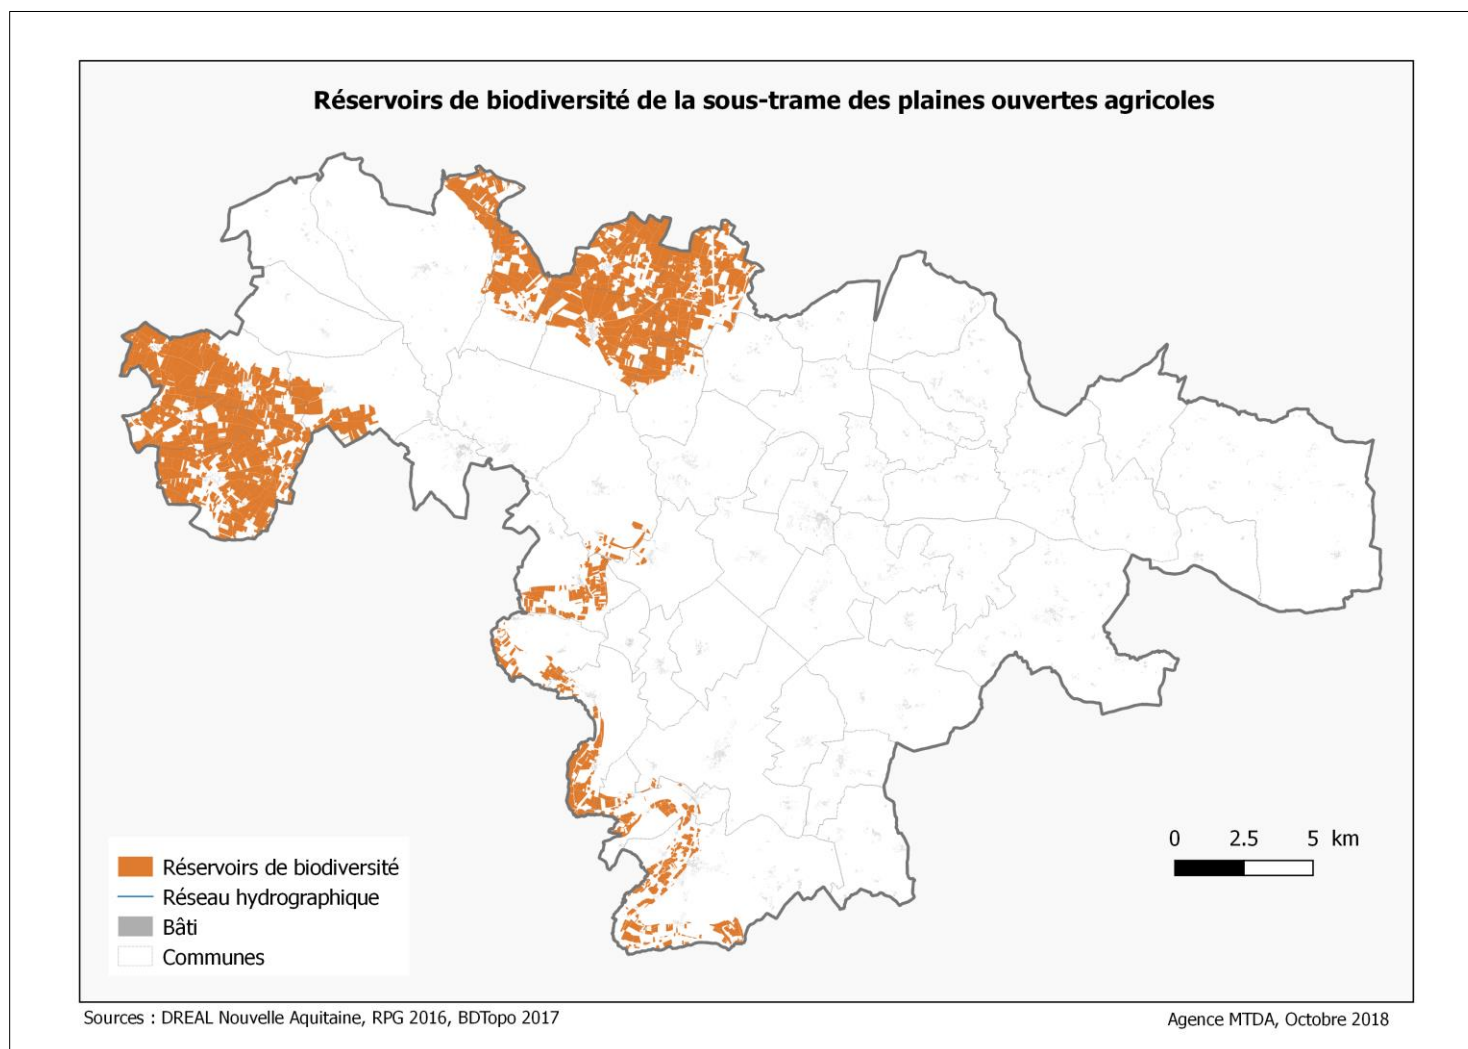 Réservoirs de biodiversité de la sous-trame des plaines ouvertes agricoles
0 2.5 5 km
Réservoirs de biodiversité
Réseau hydrographique
Bâti
Communes
Sources : DREAL Nouvelle Aquitaine, RPG 2016, BDTopo 2017
Agence MTDA, Octobre 2018